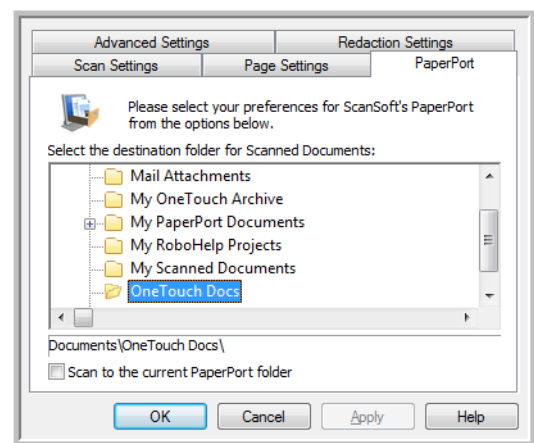 Advanced Settings Redaction Settings
Scan Settings Page Settings PaperPort
Please select your preferences for ScanSoft's PaperPort
from the options below.
Select the destination folder for Scanned Documents:
Mail Attachments
My OneTouch Archive
My PaperPort Documents
My RoboHelp Projects
My Scanned Documents
OneTouch Docs
Documents\OneTouch Docs\
Scan to the current PaperPort folder
OK Cancel Apply Help